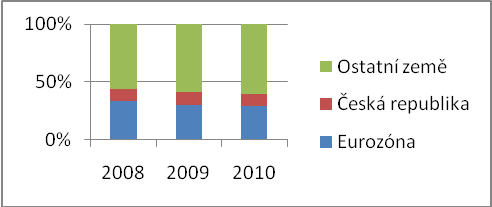 100%
50%
0%
2008 2009 2010
Ostatní země
Česká republika
Eurozóna